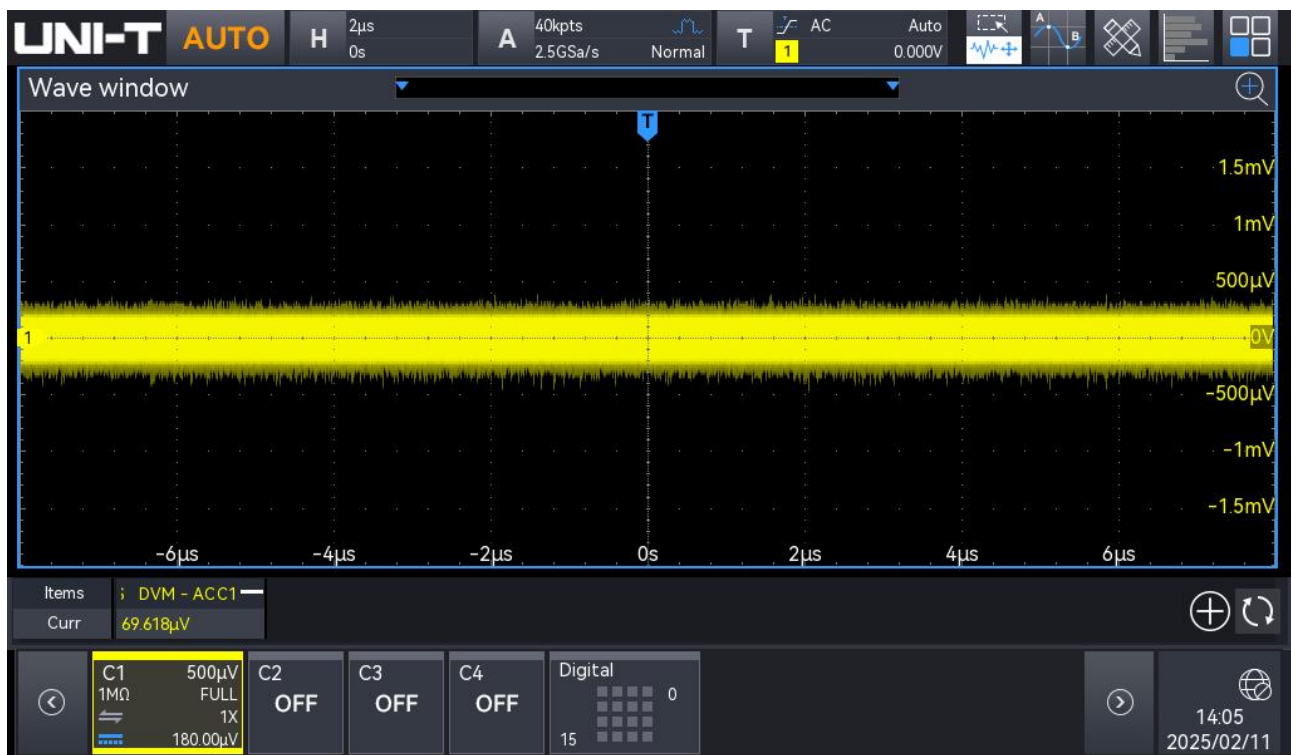 UNI-T AUTO H 2µs 0s A 40kpts 2.5GSa/s Normal T AC 1 Auto 0.000V A B
Wave window
T
1.5mV
1mV
500µV
1 0V
-500µV
-1mV
-1.5mV
-6µs -4µs -2µs 0s 2µs 4µs 6µs
Items ; DVM - ACC1
Curr 69.618µV
C1 500µV C2 C3 C4 Digital
1MΩ FULL OFF OFF OFF 0
1X 14:05
180.00µV 15 2025/02/11